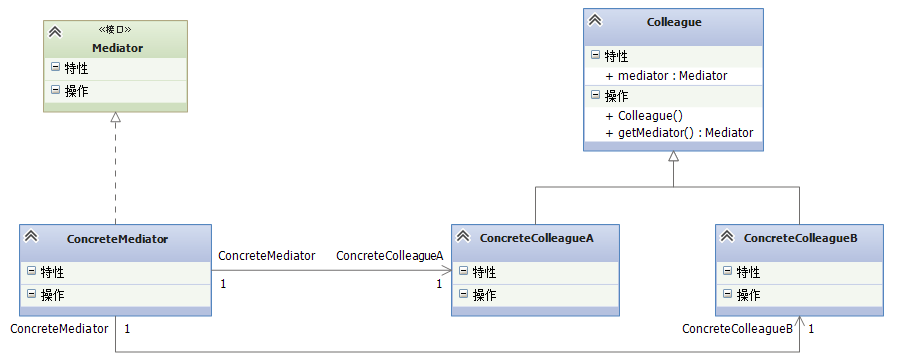 «接口»
Mediator
特性
操作
Colleague
特性
+ mediator : Mediator
操作
+ Colleague()
+ getMediator() : Mediator
ConcreteMediator
特性
操作
ConcreteMediator
1
ConcreteColleagueA
1
ConcreteColleagueA
特性
操作
ConcreteColleagueB
特性
操作
ConcreteMediator
1
ConcreteColleagueB
1